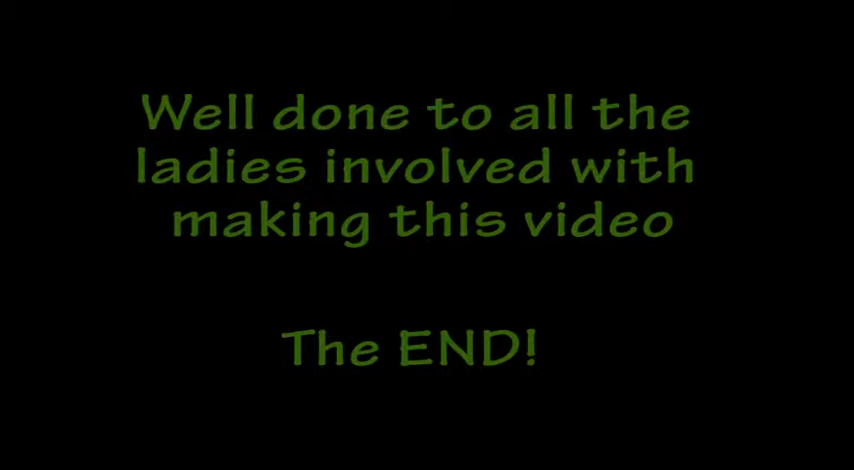 Well done to all the
ladies involved with
making this video
The END!